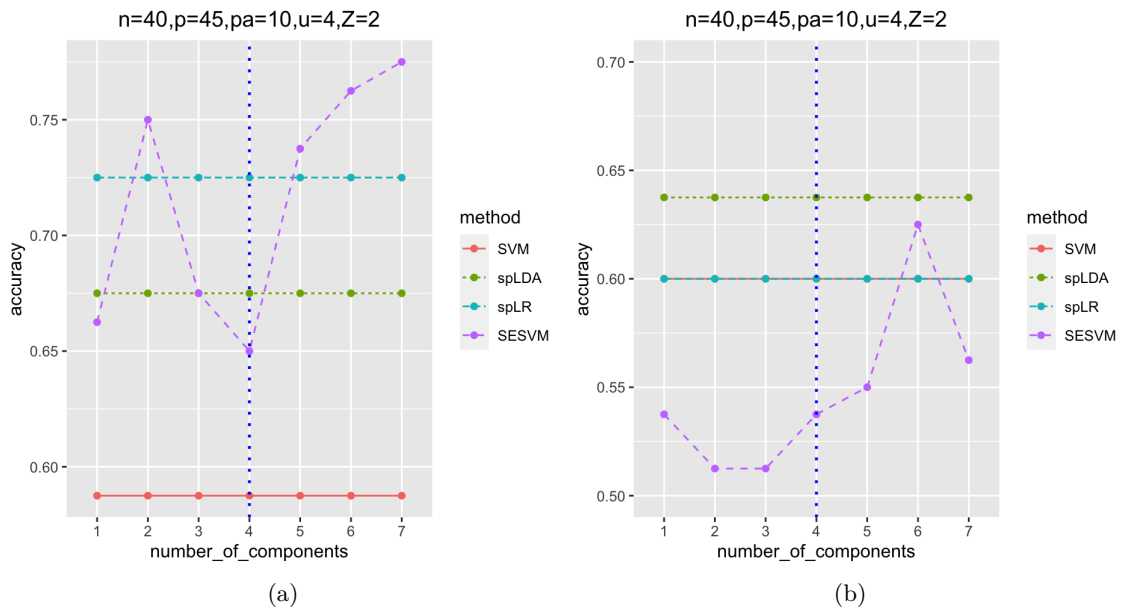 n=40,p=45,pa=10,u=4,Z=2
accuracy
0.75
0.70
0.65
0.60
1 2 3 4 5 6 7
number_of_components
method
SVM
spLDA
spLR
SESVM
(a)
n=40,p=45,pa=10,u=4,Z=2
accuracy
0.70
0.65
0.60
0.55
0.50
1 2 3 4 5 6 7
number_of_components
method
SVM
spLDA
spLR
SESVM
(b)